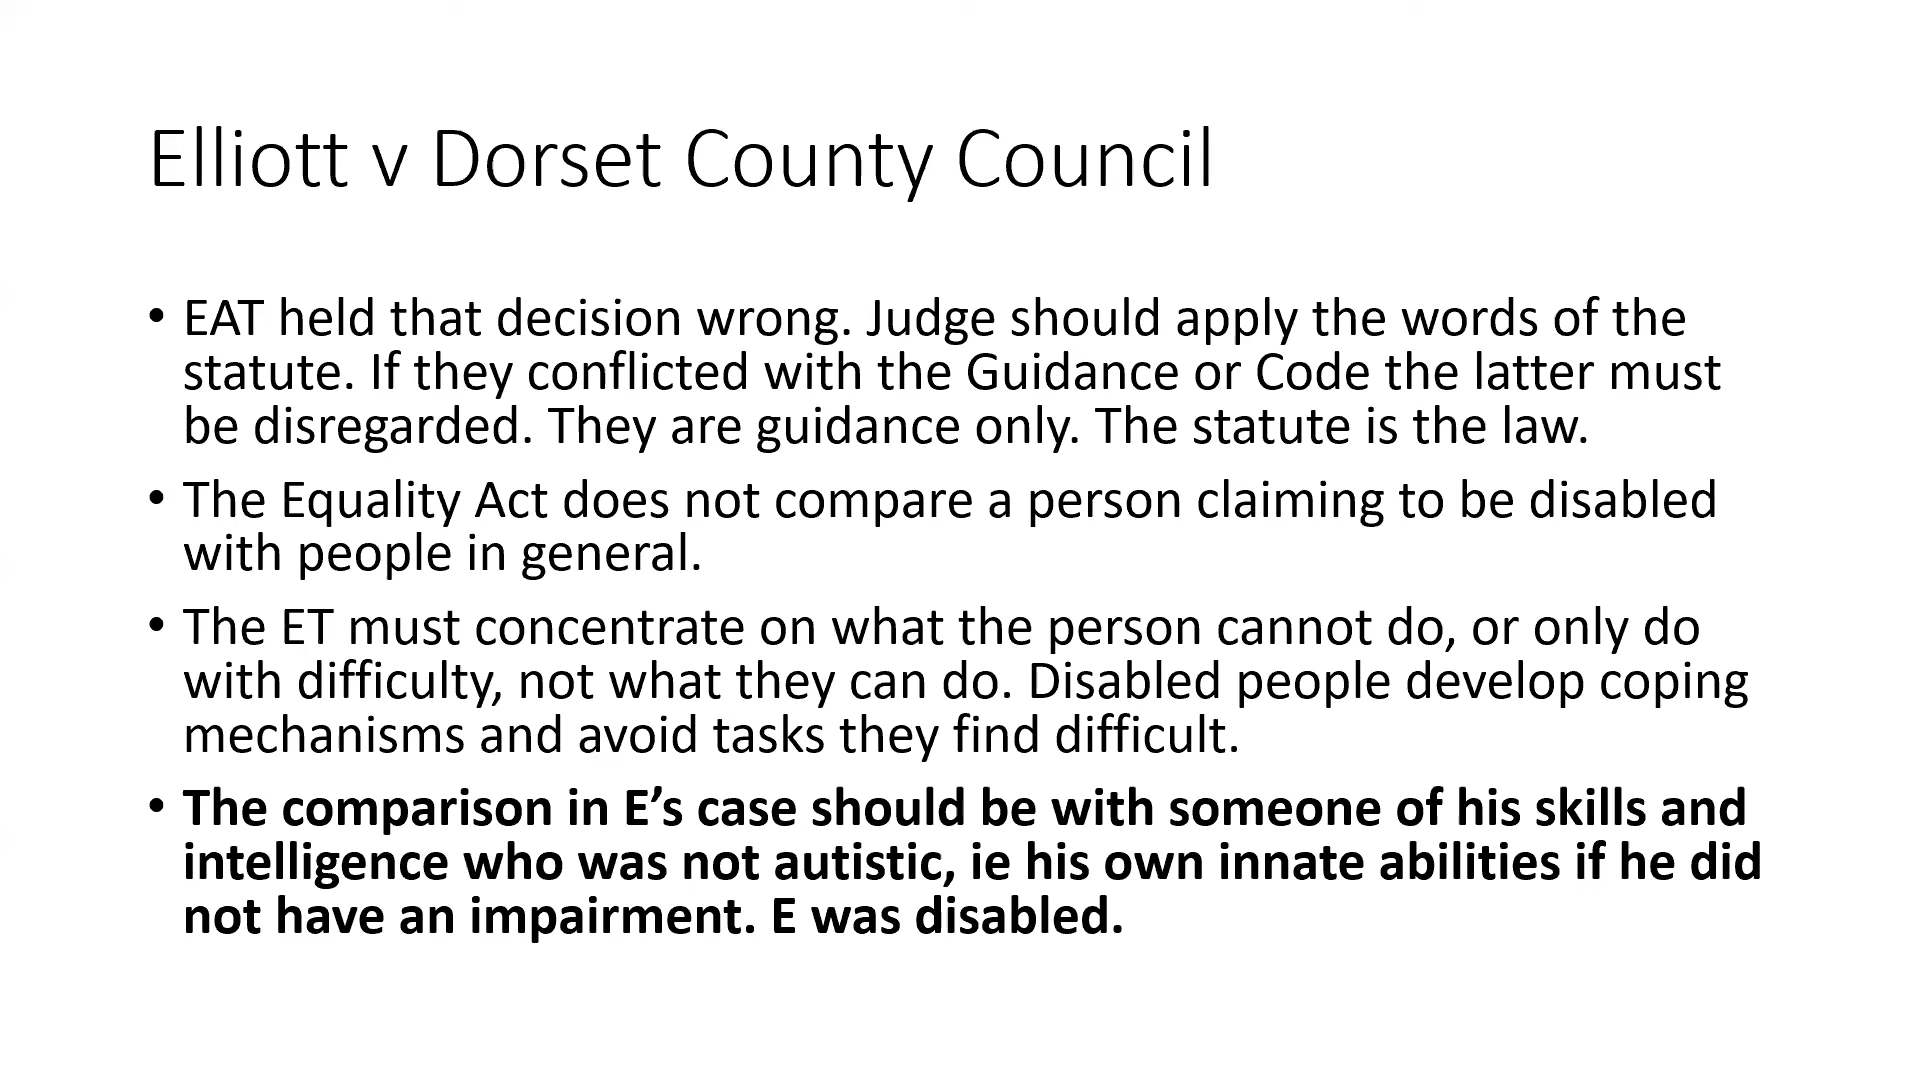 Elliott v Dorset County Council
• EAT held that decision wrong. Judge should apply the words of the
statute. If they conflicted with the Guidance or Code the latter must
be disregarded. They are guidance only. The statute is the law.
• The Equality Act does not compare a person claiming to be disabled
with people in general.
• The ET must concentrate on what the person cannot do, or only do
with difficulty, not what they can do. Disabled people develop coping
mechanisms and avoid tasks they find difficult.
• The comparison in E’s case should be with someone of his skills and
intelligence who was not autistic, ie his own innate abilities if he did
not have an impairment. E was disabled.